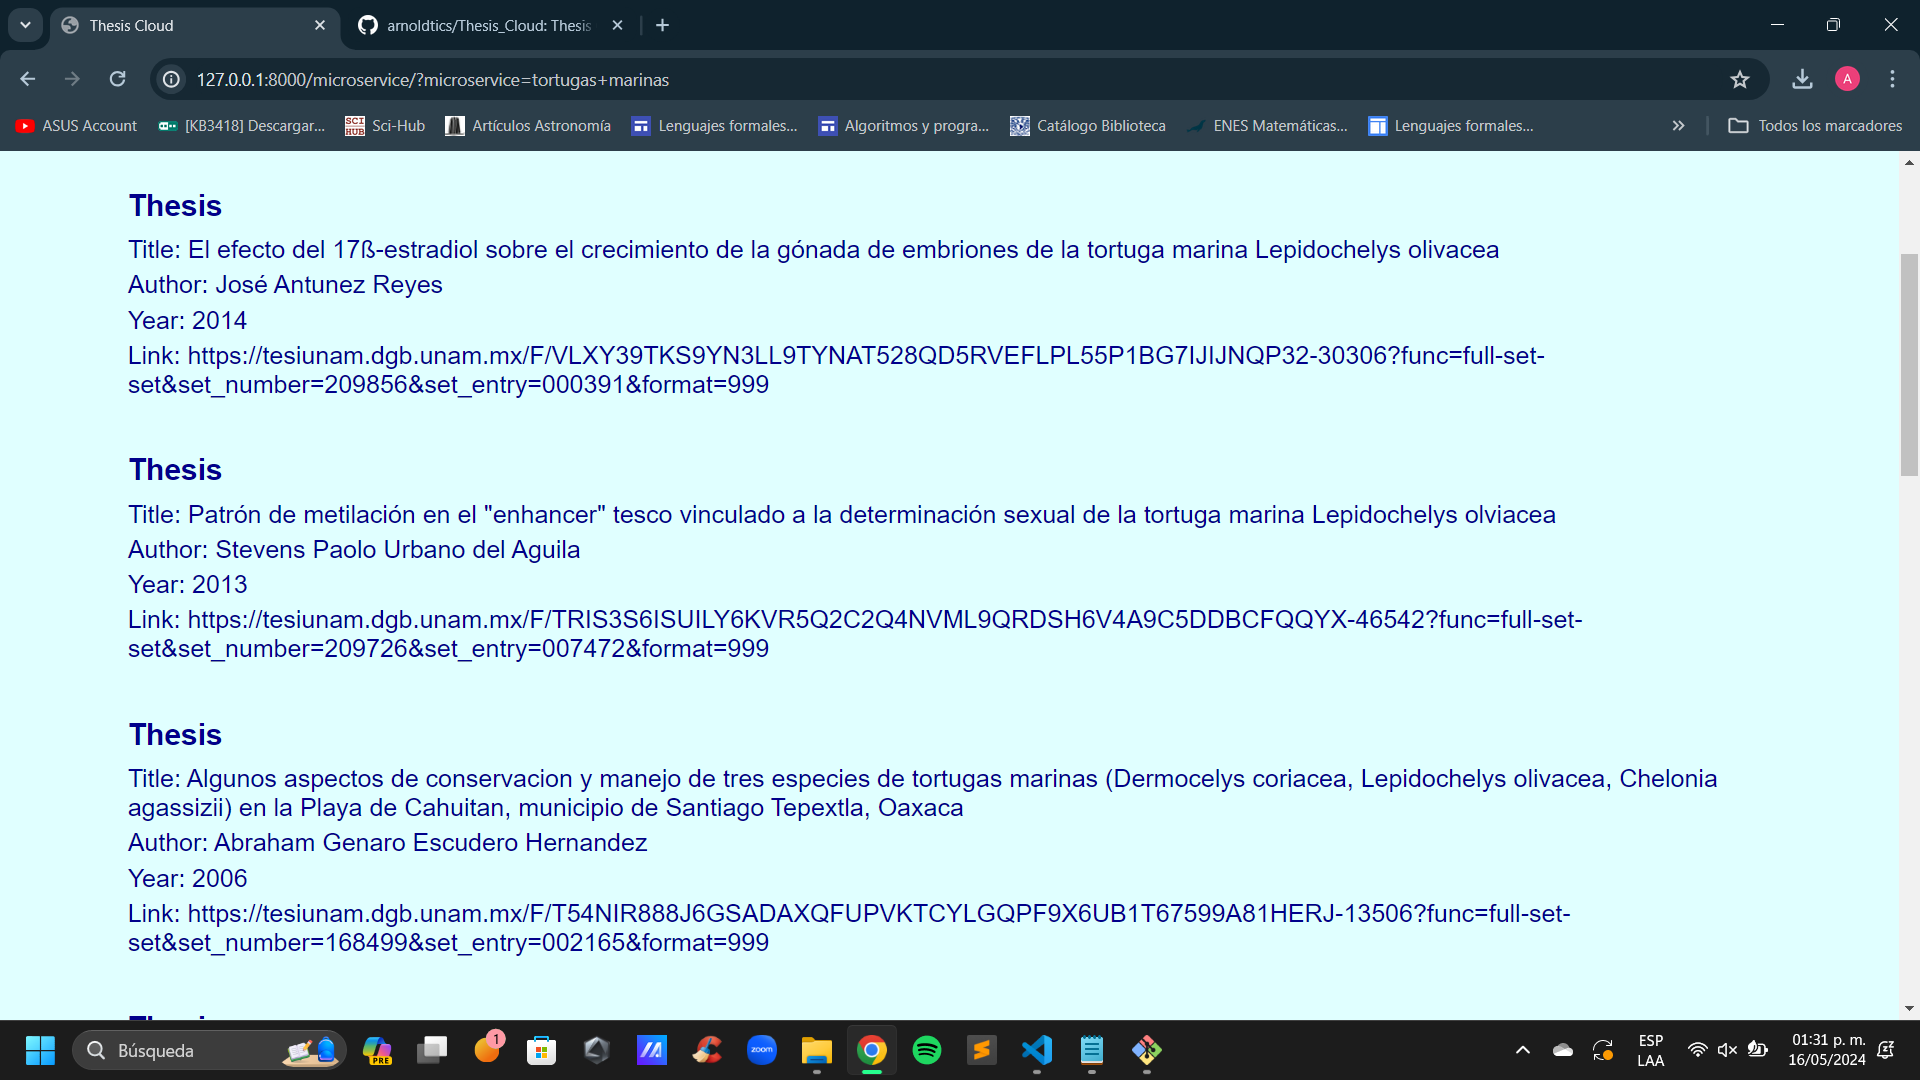 Thesis Cloud
arnoldtics/Thesis_Cloud: Thesis
127.0.0.1:8000/microservice/?microservice=tortugas+marinas
A
ASUS Account
[KB3418] Descargar...
SCI HUB
Sci-Hub
Artículos Astronomía
Lenguajes formales...
Algoritmos y progra...
Catálogo Biblioteca
ENES Matemáticas...
Lenguajes formales...
Todos los marcadores
Thesis
Title: El efecto del 17ß-estradiol sobre el crecimiento de la gónada de embriones de la tortuga marina Lepidochelys olivacea
Author: José Antunez Reyes
Year: 2014
Link: https://tesiunam.dgb.unam.mx/F/VLXY39TKS9YN3LL9TYNAT528QD5RVEFLPL55P1BG7IJIJNQP32-30306?func=full-set-
set&set_number=209856&set_entry=000391&format=999
Thesis
Title: Patrón de metilación en el "enhancer" tesco vinculado a la determinación sexual de la tortuga marina Lepidochelys olviacea
Author: Stevens Paolo Urbano del Aguila
Year: 2013
Link: https://tesiunam.dgb.unam.mx/F/TRIS3S6ISUILY6KVR5Q2C2Q4NVML9QRDSH6V4A9C5DDBCFQQYX-46542?func=full-set-
set&set_number=209726&set_entry=007472&format=999
Thesis
Title: Algunos aspectos de conservacion y manejo de tres especies de tortugas marinas (Dermocelys coriacea, Lepidochelys olivacea, Chelonia
agassizii) en la Playa de Cahuitan, municipio de Santiago Tepextla, Oaxaca
Author: Abraham Genaro Escudero Hernandez
Year: 2006
Link: https://tesiunam.dgb.unam.mx/F/T54NIR888J6GSADAXQFUPVKTCYLGQPF9X6UB1T67599A81HERJ-13506?func=full-set-
set&set_number=168499&set_entry=002165&format=999
Thesis
Búsqueda
PRE
1
zoom
ESP
LAA
01:31 p. m.
16/05/2024